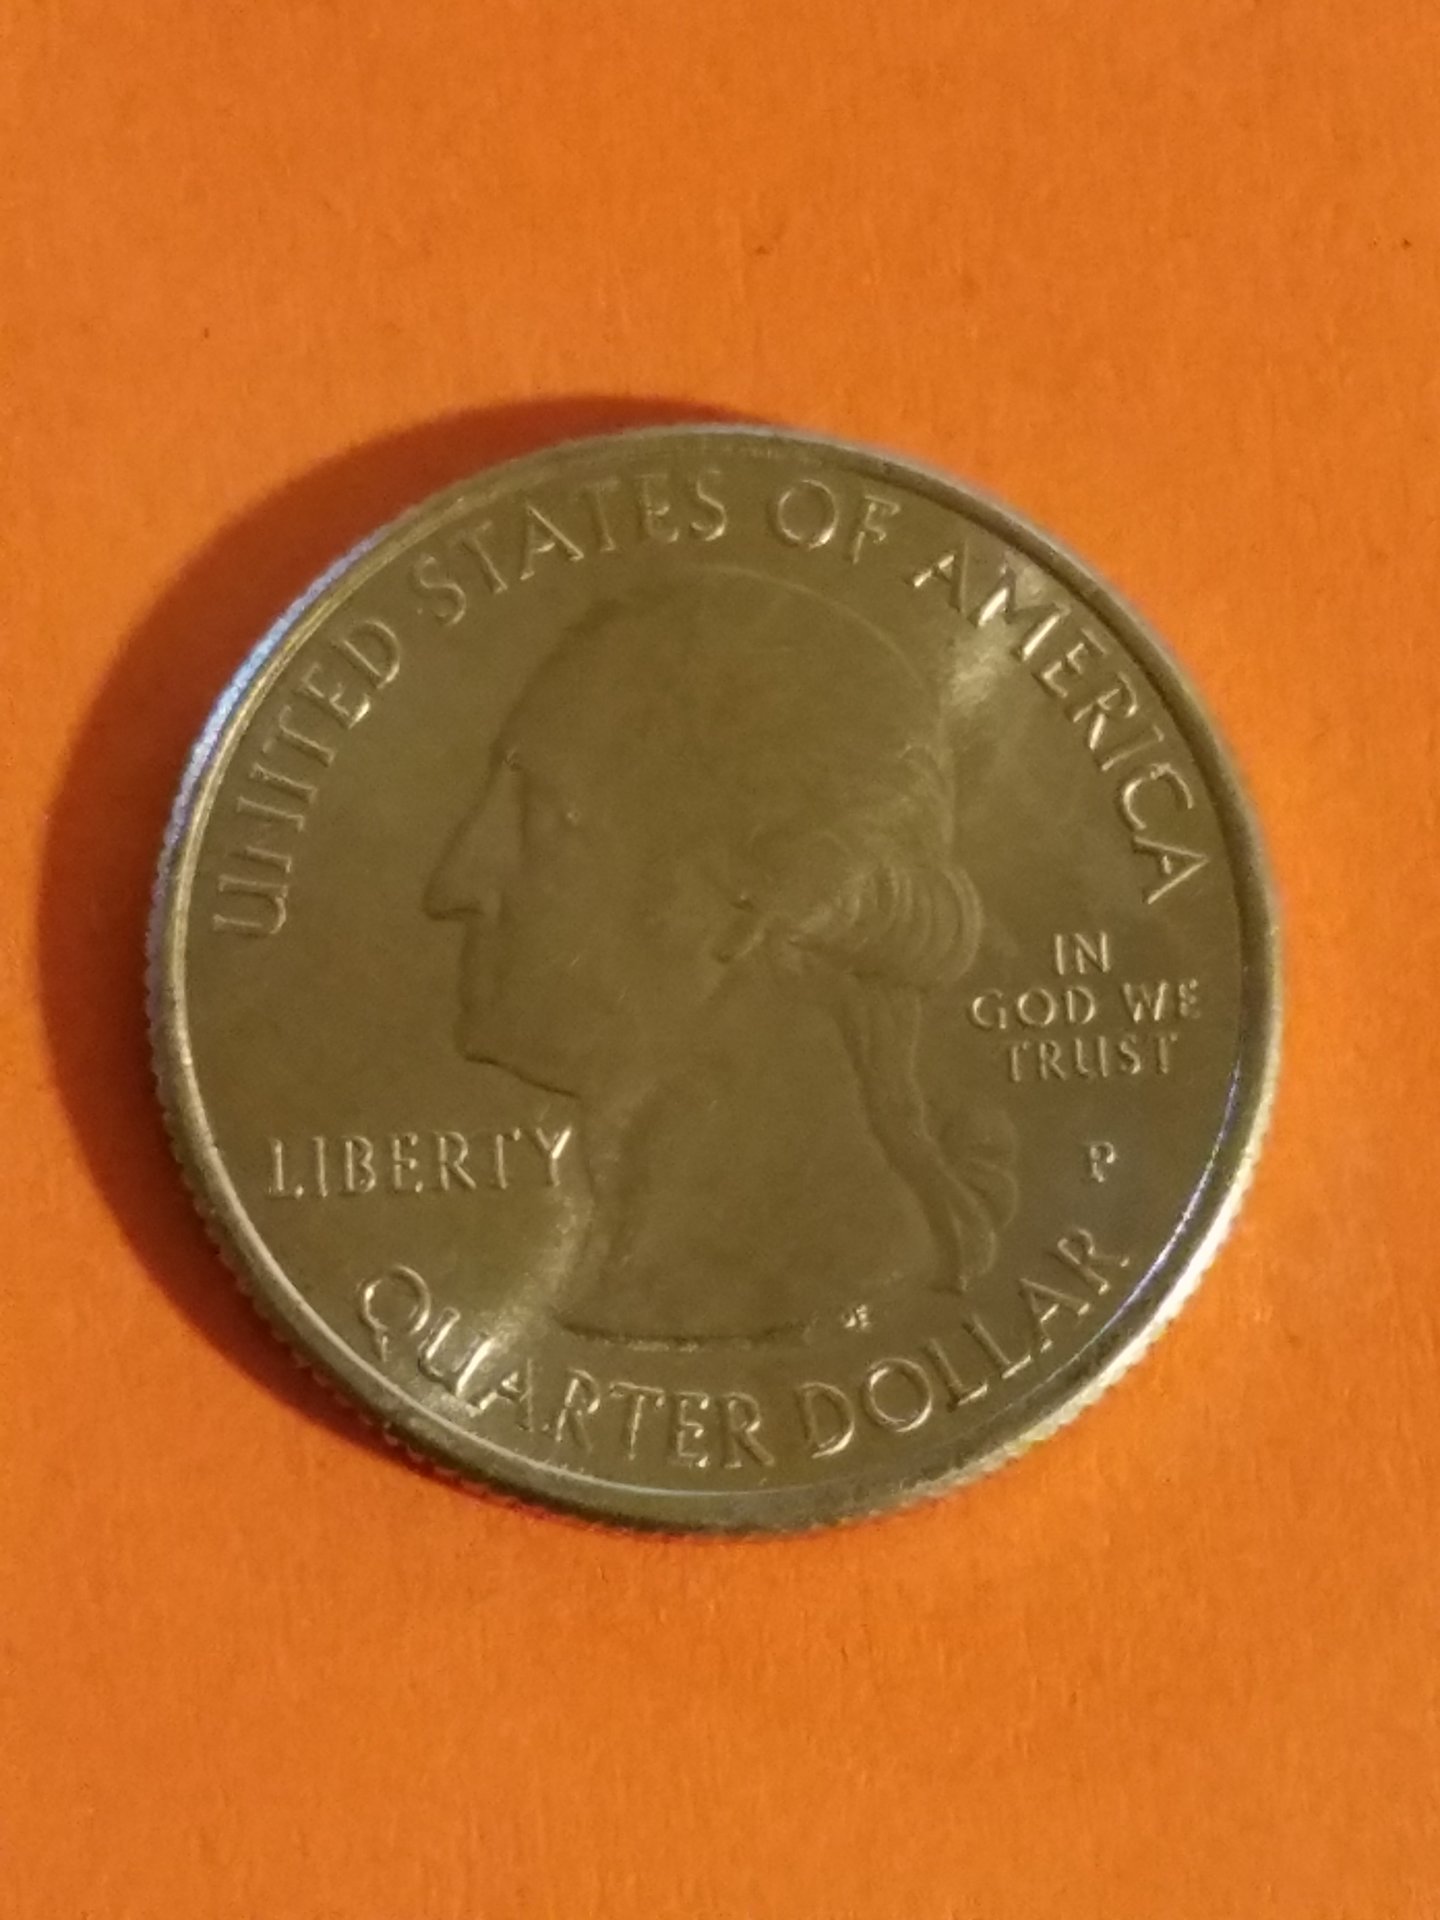 UNITED STATES OF AMERICA
IN
GOD WE
TRUST
LIBERTY
P
QUARTER DOLLAR